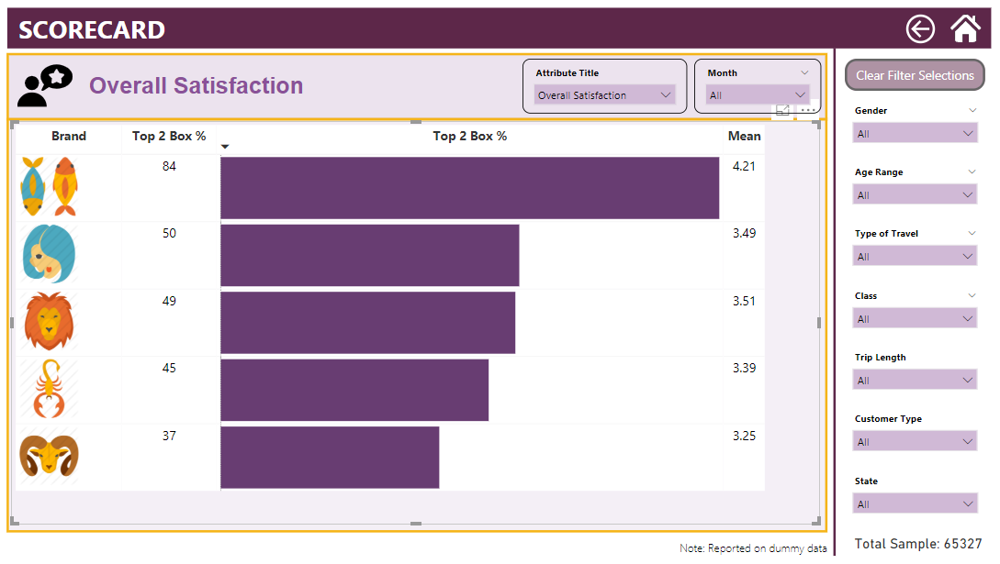 SCORECARD
Overall Satisfaction
Attribute Title
Overall Satisfaction
Month
All
Brand Top 2 Box % Top 2 Box % Mean
84 4.21
50 3.49
49 3.51
45 3.39
37 3.25
Clear Filter Selections
Gender
All
Age Range
All
Type of Travel
All
Class
All
Trip Length
All
Customer Type
All
State
All
Total Sample: 65327
Note: Reported on dummy data